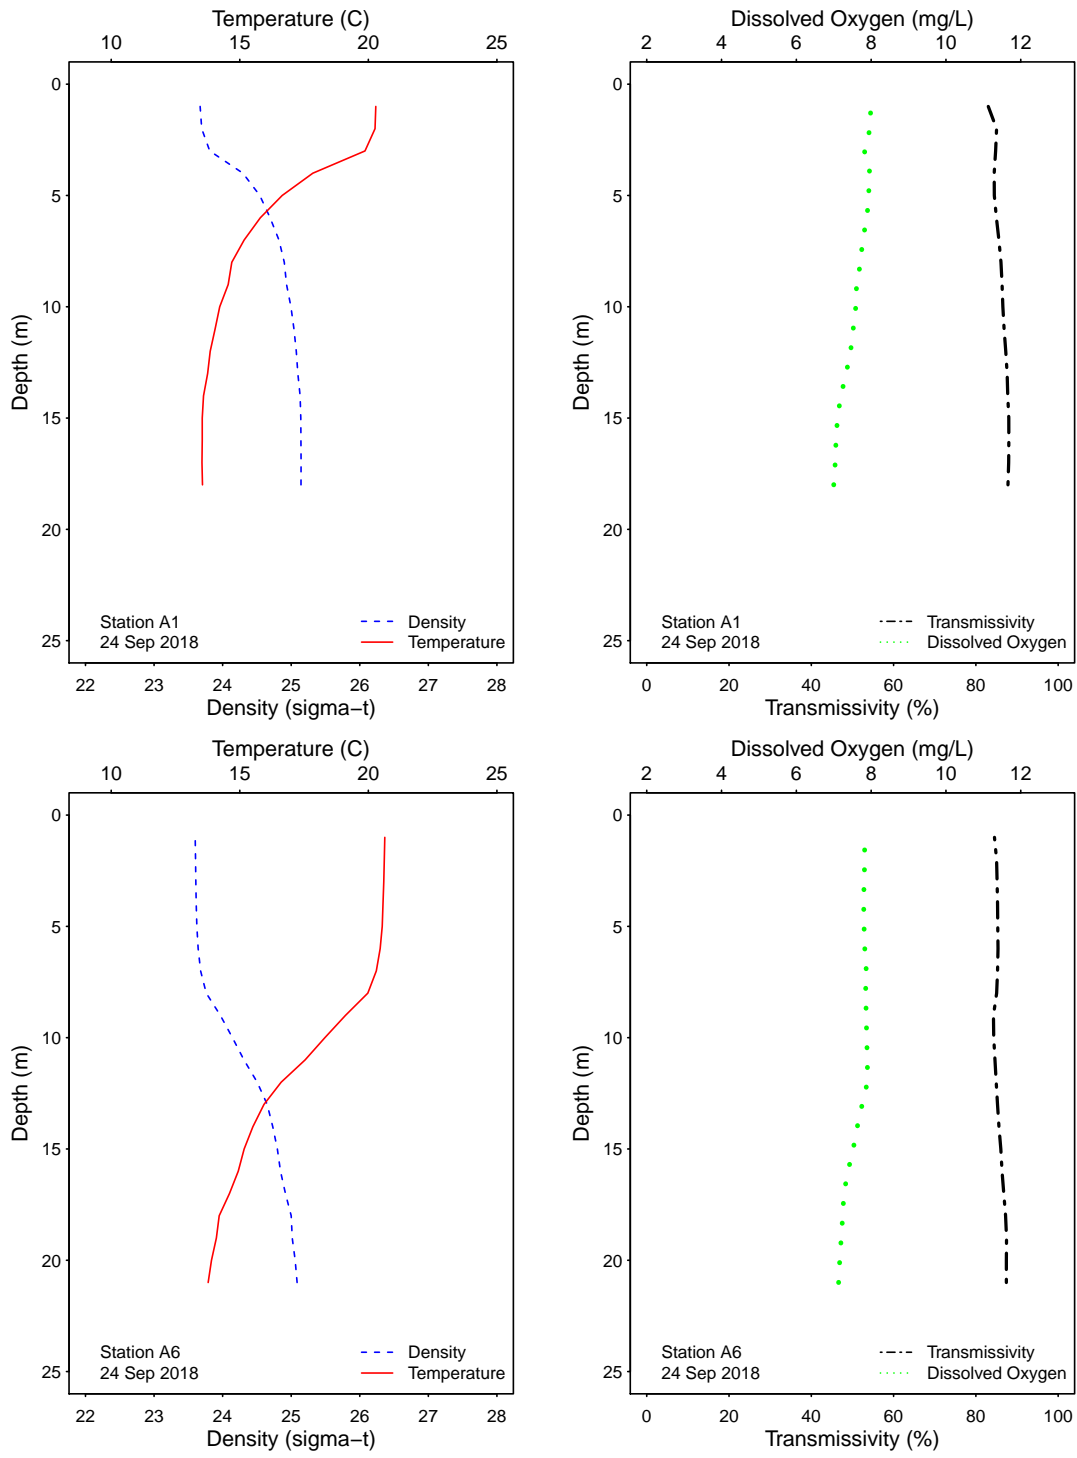 Temperature (C)
10 15 20 25
0
5
10
15
20
25
Depth (m)
Station A1
24 Sep 2018
Density
Temperature
22 23 24 25 26 27 28
Density (sigma−t)
Dissolved Oxygen (mg/L)
2 4 6 8 10 12
0
5
10
15
20
25
Depth (m)
Station A1
24 Sep 2018
Transmissivity
Dissolved Oxygen
0 20 40 60 80 100
Transmissivity (%)
Temperature (C)
10 15 20 25
0
5
10
15
20
25
Depth (m)
Station A6
24 Sep 2018
Density
Temperature
22 23 24 25 26 27 28
Density (sigma−t)
Dissolved Oxygen (mg/L)
2 4 6 8 10 12
0
5
10
15
20
25
Depth (m)
Station A6
24 Sep 2018
Transmissivity
Dissolved Oxygen
0 20 40 60 80 100
Transmissivity (%)